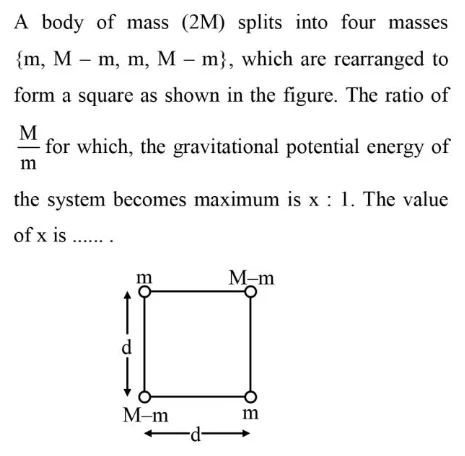 A body of mass (2M) splits into four masses
{m, M – m, m, M – m}, which are rearranged to
form a square as shown in the figure. The ratio of
M/m for which, the gravitational potential energy of
the system becomes maximum is x : 1. The value
of x is ...... .
m M–m
d
M–m m
d